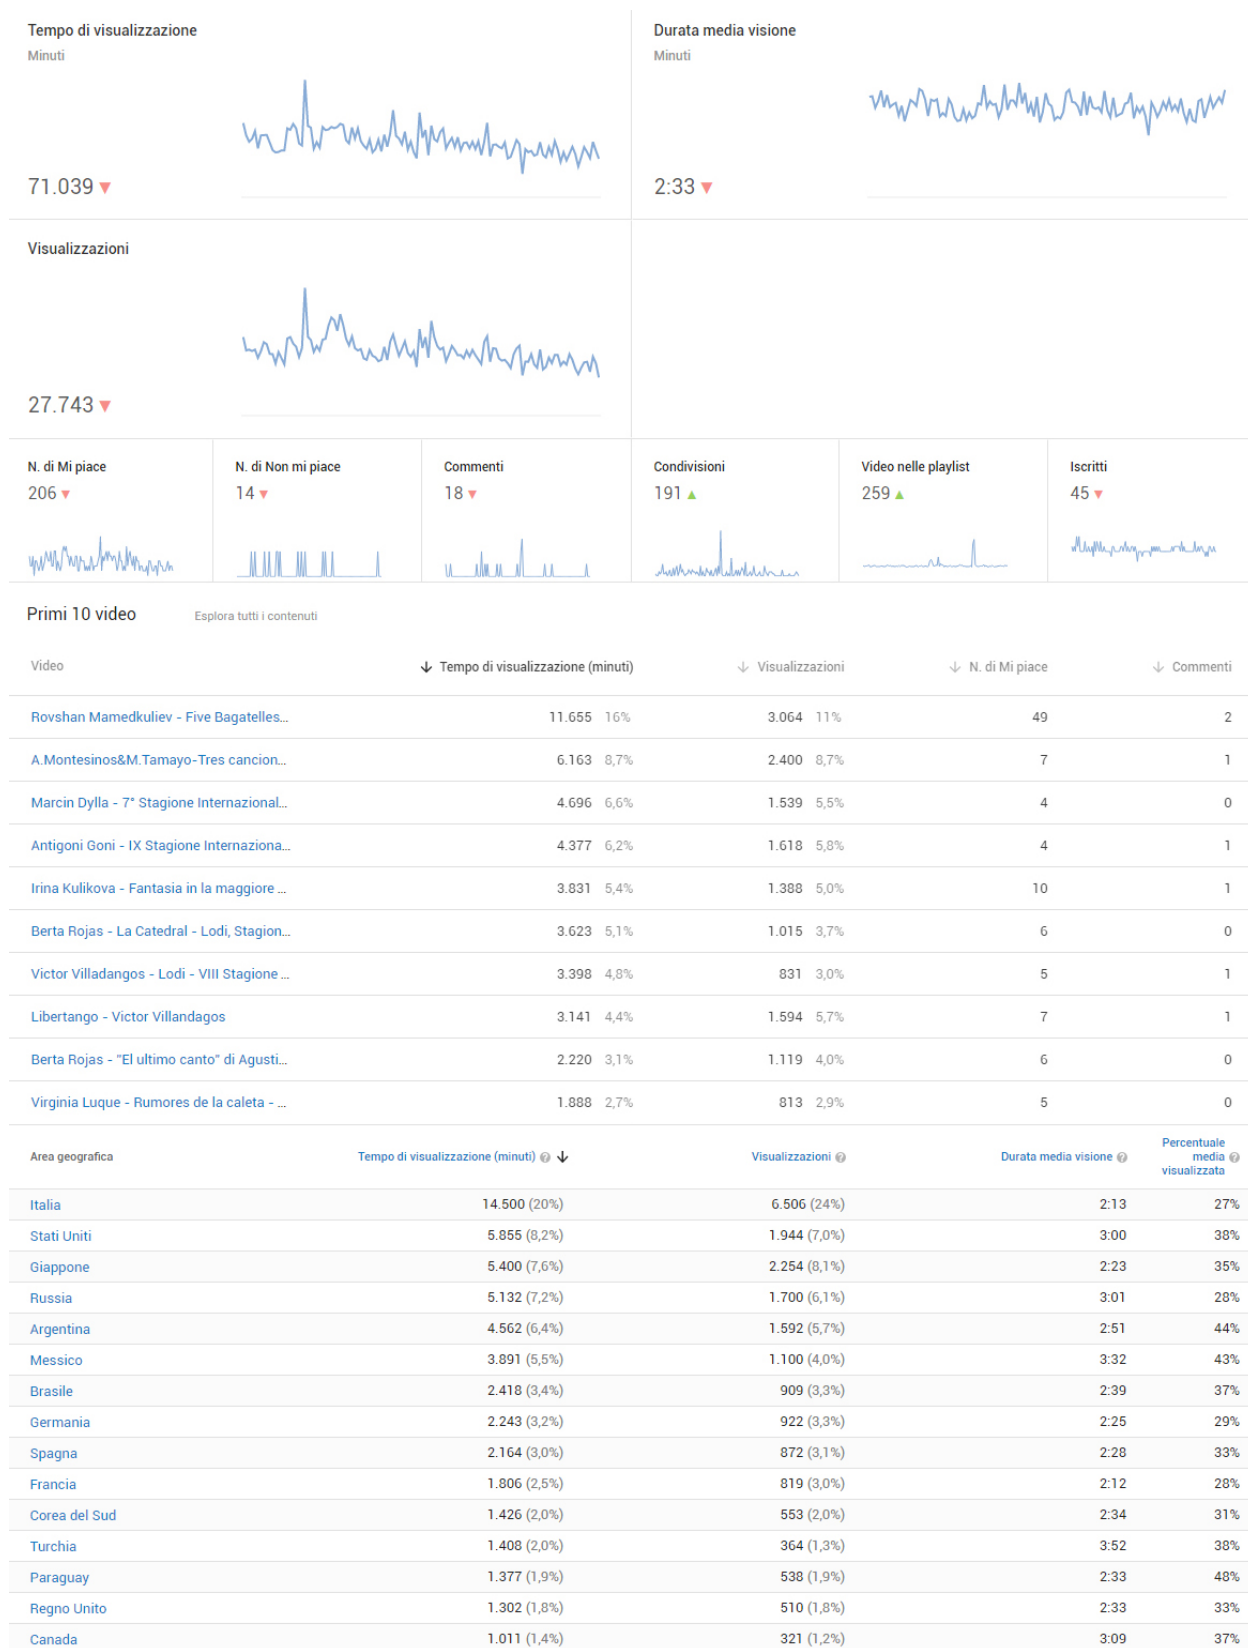 Tempo di visualizzazione
Minuti
71.039
Durata media visione
Minuti
2:33
Visualizzazioni
27.743
N. di Mi piace
206
N. di Non mi piace
14
Commenti
18
Condivisioni
191
Video nelle playlist
259
Iscritti
45
Primi 10 video Esplora tutti i contenuti
Video Tempo di visualizzazione (minuti) Visualizzazioni N. di Mi piace Commenti
Rovshan Mamedkuliev - Five Bagatelles... 11.655 16% 3.064 11% 49 2
A.Montesinos&M.Tamayo-Tres cancion... 6.163 8,7% 2.400 8,7% 7 1
Marcin Dylla - 7° Stagione Internazional... 4.696 6,6% 1.539 5,5% 4 0
Antigoni Goni - IX Stagione Internaziona... 4.377 6,2% 1.618 5,8% 4 1
Irina Kulikova - Fantasia in la maggiore ... 3.831 5,4% 1.388 5,0% 10 1
Berta Rojas - La Catedral - Lodi, Stagion... 3.623 5,1% 1.015 3,7% 6 0
Victor Villadangos - Lodi - VIII Stagione ... 3.398 4,8% 831 3,0% 5 1
Libertango - Victor Villandagos 3.141 4,4% 1.594 5,7% 7 1
Berta Rojas - "El ultimo canto" di Agusti... 2.220 3,1% 1.119 4,0% 6 0
Virginia Luque - Rumores de la caleta - ... 1.888 2,7% 813 2,9% 5 0
Area geografica Tempo di visualizzazione (minuti) Visualizzazioni Durata media visione Percentuale
media
visualizzata
Italia 14.500 (20%) 6.506 (24%) 2:13 27%
Stati Uniti 5.855 (8,2%) 1.944 (7,0%) 3:00 38%
Giappone 5.400 (7,6%) 2.254 (8,1%) 2:23 35%
Russia 5.132 (7,2%) 1.700 (6,1%) 3:01 28%
Argentina 4.562 (6,4%) 1.592 (5,7%) 2:51 44%
Messico 3.891 (5,5%) 1.100 (4,0%) 3:32 43%
Brasile 2.418 (3,4%) 909 (3,3%) 2:39 37%
Germania 2.243 (3,2%) 922 (3,3%) 2:25 29%
Spagna 2.164 (3,0%) 872 (3,1%) 2:28 33%
Francia 1.806 (2,5%) 819 (3,0%) 2:12 28%
Corea del Sud 1.426 (2,0%) 553 (2,0%) 2:34 31%
Turchia 1.408 (2,0%) 364 (1,3%) 3:52 38%
Paraguay 1.377 (1,9%) 538 (1,9%) 2:33 48%
Regno Unito 1.302 (1,8%) 510 (1,8%) 2:33 33%
Canada 1.011 (1,4%) 321 (1,2%) 3:09 37%